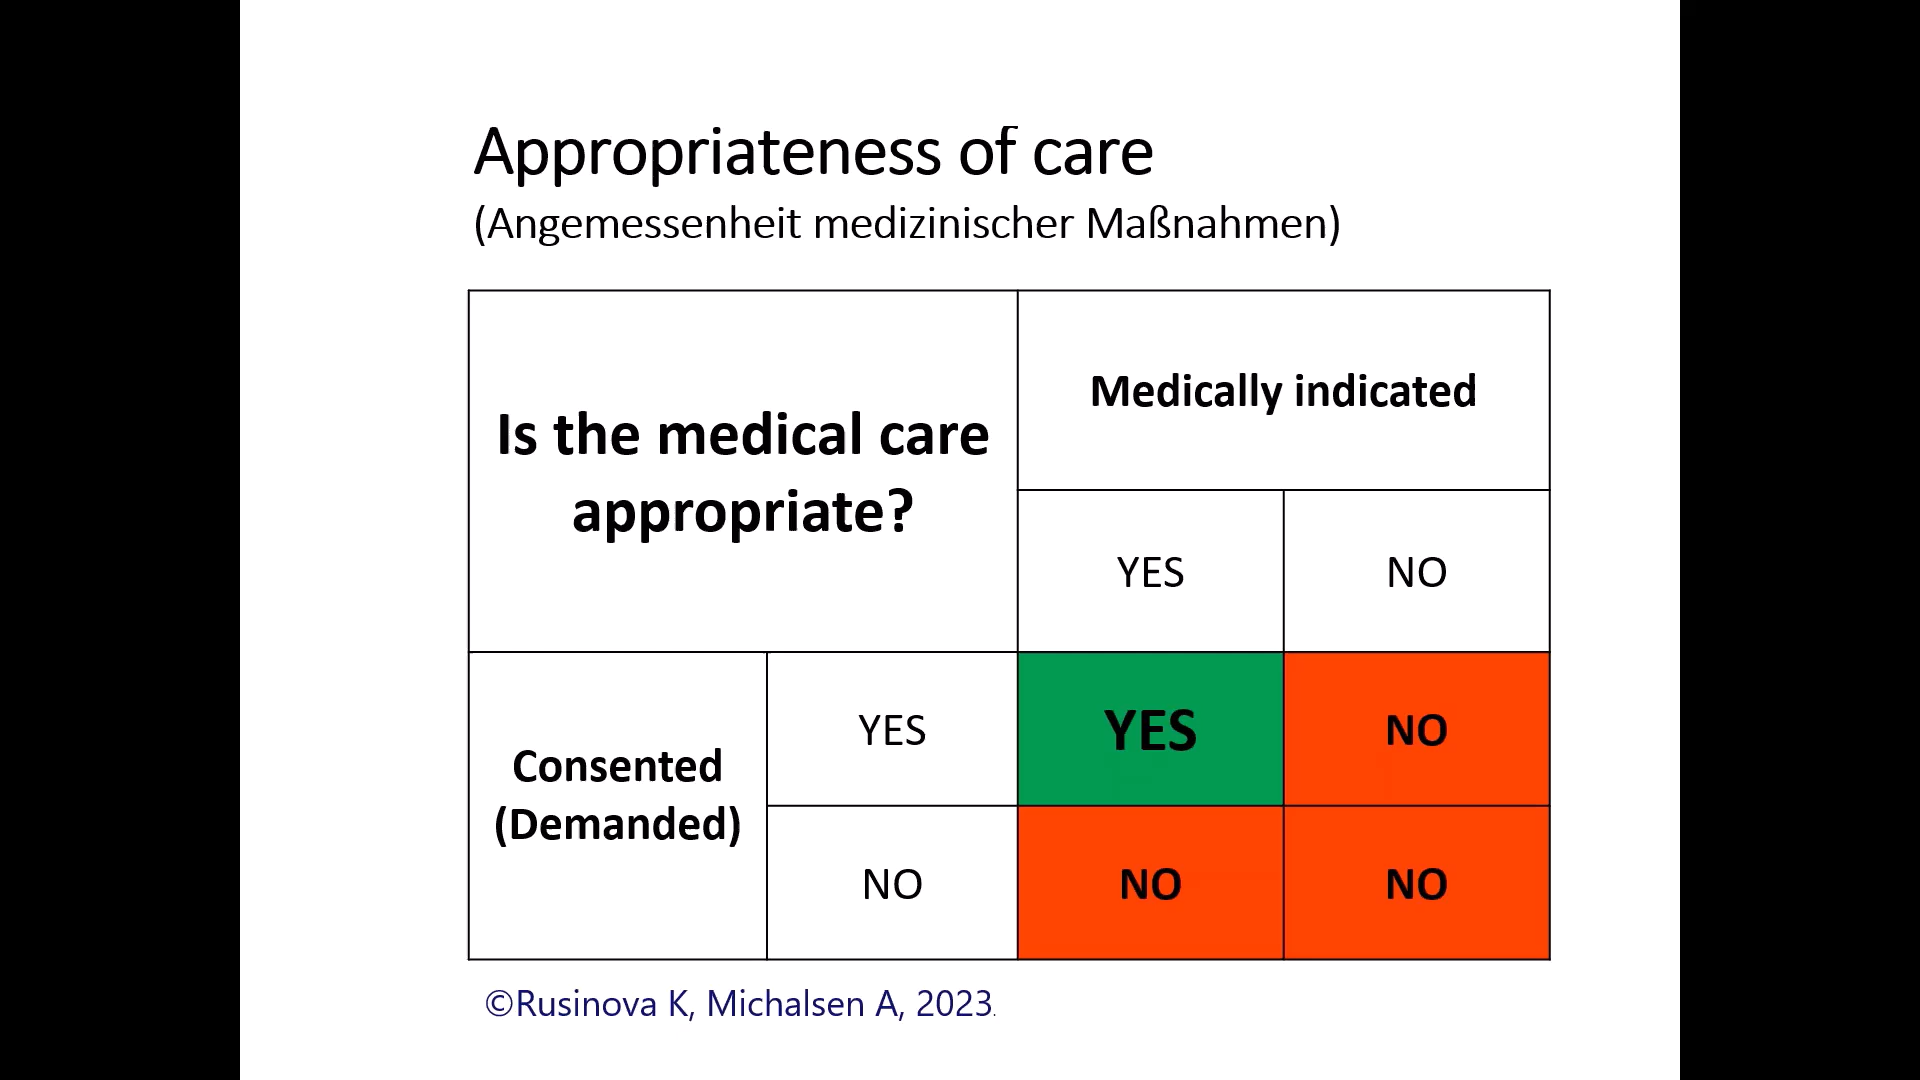 Appropriateness of care
(Angemessenheit medizinischer Maßnahmen)
Is the medical care
appropriate?
Medically indicated
YES
NO
Consented
(Demanded)
YES
YES
NO
NO
NO
NO
©Rusinova K, Michalsen A, 2023.